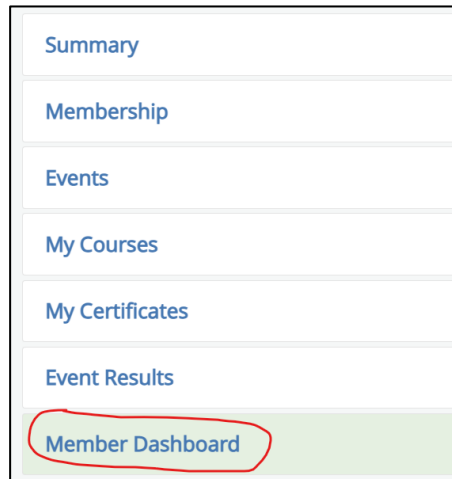 Summary
Membership
Events
My Courses
My Certificates
Event Results
Member Dashboard